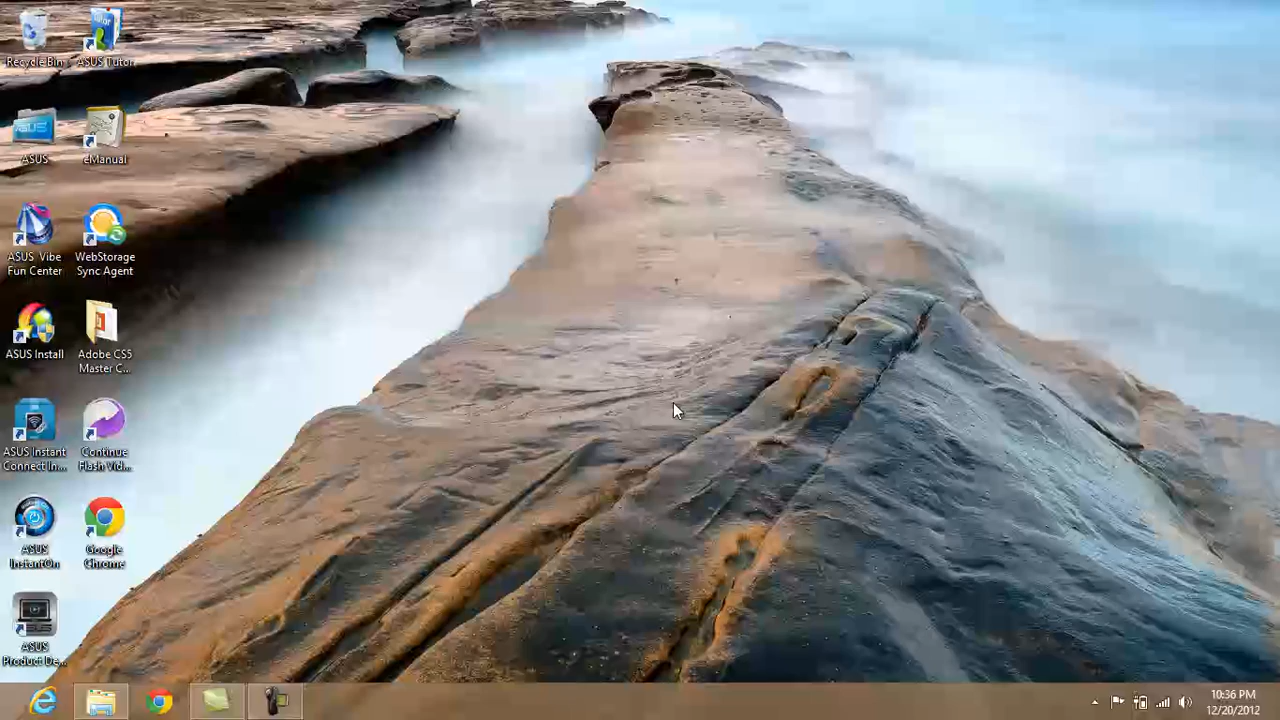 Recycle Bin
ASUS Tutor
ASUS
eManual
ASUS Vibe
Fun Center
WebStorage
Sync Agent
ASUS Install
Adobe CS5
Master C...
ASUS Instant
Connect In...
Continue
Flash Vid...
ASUS
InstantOn
Google
Chrome
ASUS
Product De...
10:36 PM
12/20/2012